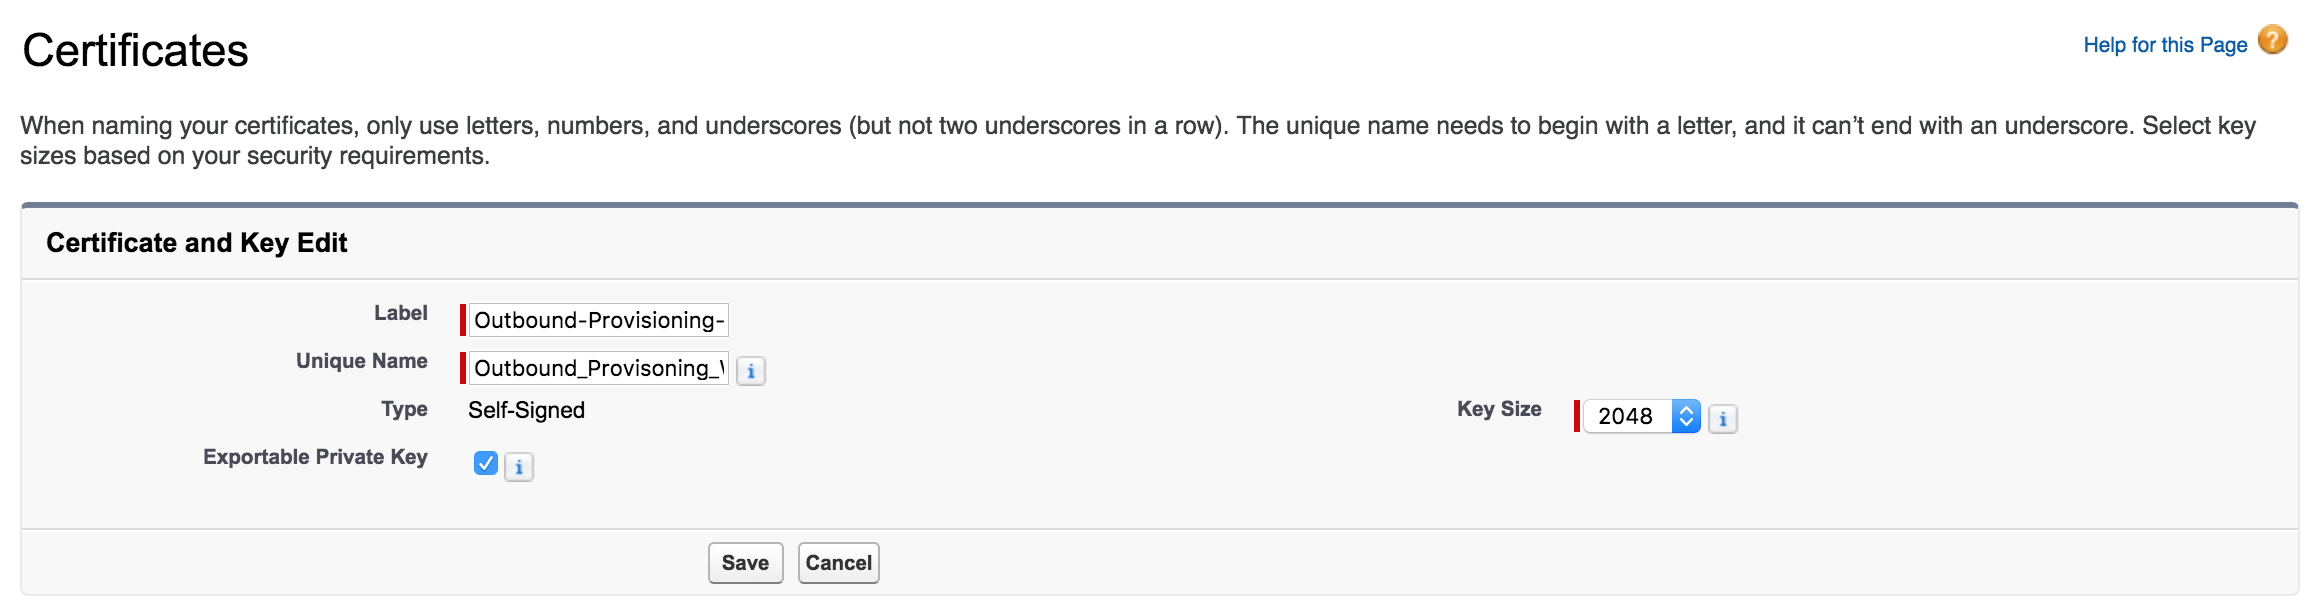 Certificates
Help for this Page ?
When naming your certificates, only use letters, numbers, and underscores (but not two underscores in a row). The unique name needs to begin with a letter, and it can’t end with an underscore. Select key
sizes based on your security requirements.
Certificate and Key Edit
Label Outbound-Provisioning-
Unique Name Outbound_Provisoning_ i
Type Self-Signed Key Size 2048 i
Exportable Private Key i
Save Cancel